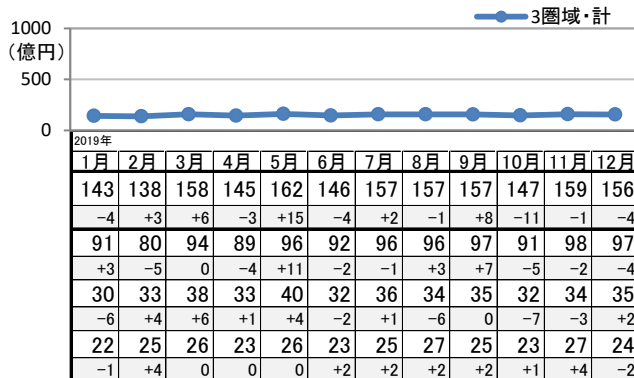 3圏域・計
1000
（億円）
500
0
2019年
1月 2月 3月 4月 5月 6月 7月 8月 9月 10月 11月 12月
143 138 158 145 162 146 157 157 157 147 159 156
−4 +3 +6 −3 +15 −4 +2 −1 +8 −11 −1 −4
91 80 94 89 96 92 96 96 97 91 98 97
+3 −5 0 −4 +11 −2 −1 +3 +7 −5 −2 −4
30 33 38 33 40 32 36 34 35 32 34 35
−6 +4 +6 +1 +4 −2 +1 −6 0 −7 −3 +2
22 25 26 23 26 23 25 27 25 23 27 24
−1 +4 0 0 0 +2 +2 +2 +2 +1 +4 −2